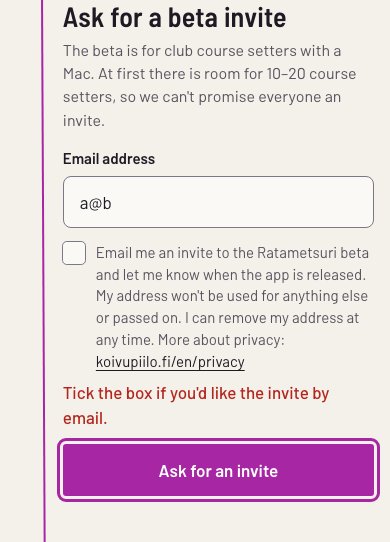 Ask for a beta invite
The beta is for club course setters with a
Mac. At first there is room for 10–20 course
setters, so we can't promise everyone an
invite.
Email address
a@b
Email me an invite to the Ratametsuri beta
and let me know when the app is released.
My address won't be used for anything else
or passed on. I can remove my address at
any time. More about privacy:
koivupiilo.fi/en/privacy
Tick the box if you'd like the invite by
email.
Ask for an invite